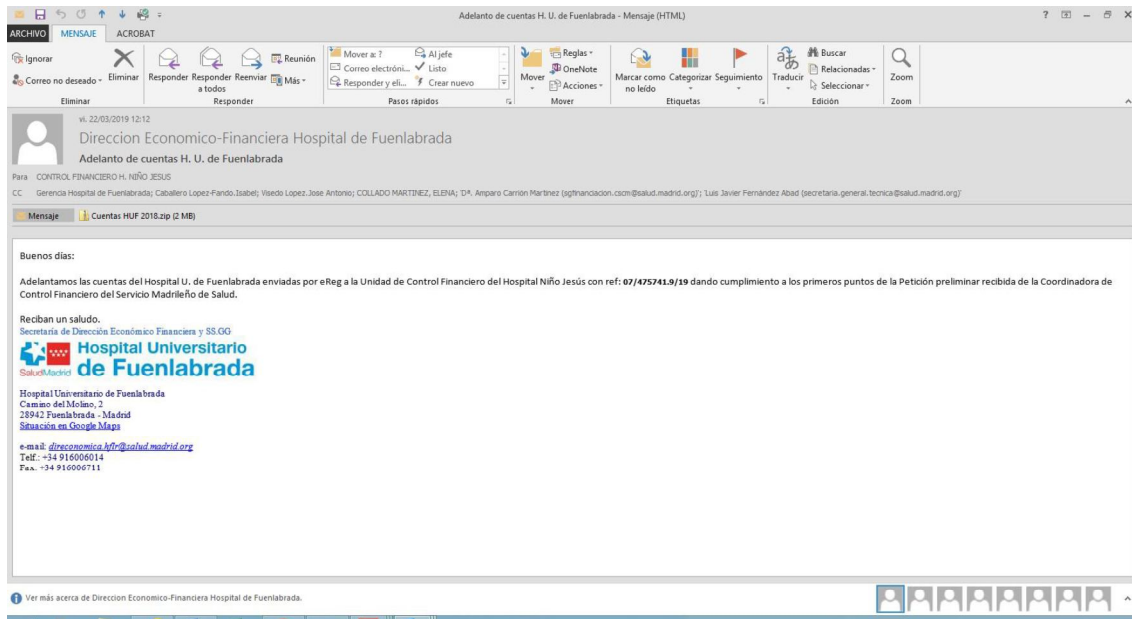 Adelanto de cuentas H. U. de Fuenlabrada - Mensaje (HTML)
ARCHIVO MENSAJE ACROBAT
Ignorar
Correo no deseado
Eliminar
Responder
Responder a todos
Reenviar
Reunión
Más
Mover a: ?
Correo electróni...
Responder y eli...
Al jefe
Listo
Crear nuevo
Mover
Reglas
OneNote
Acciones
Marcar como no leído
Categorizar
Seguimiento
Traducir
Buscar
Relacionadas
Seleccionar
Zoom
Eliminar Responder Pasos rápidos Mover Etiquetas Edición Zoom
vi. 22/03/2019 12:12
Direccion Economico-Financiera Hospital de Fuenlabrada
Adelanto de cuentas H. U. de Fuenlabrada
Para CONTROL FINANCIERO H. NIÑO JESUS
CC Gerencia Hospital de Fuenlabrada; Caballero Lopez-Fando.Isabel; Visedo Lopez.Jose Antonio; COLLADO MARTINEZ, ELENA; 'Dª. Amparo Carrión Martínez (sgfinanciacion.cscm@salud.madrid.org)'; 'Luis Javier Fernández Abad (secretaria.general.tecnica@salud.madrid.org)'
Mensaje Cuentas HUF 2018.zip (2 MB)
Buenos días:
Adelantamos las cuentas del Hospital U. de Fuenlabrada enviadas por eReg a la Unidad de Control Financiero del Hospital Niño Jesús con ref: 07/475741.9/19 dando cumplimiento a los primeros puntos de la Petición preliminar recibida de la Coordinadora de
Control Financiero del Servicio Madrileño de Salud.
Reciban un saludo.
Secretaría de Dirección Económico Financiera y SS.GG
Hospital Universitario
SaludMadrid de Fuenlabrada
Hospital Universitario de Fuenlabrada
Camino del Molino, 2
28942 Fuenlabrada - Madrid
Situación en Google Maps
e-mail: direconomica.hflr@salud.madrid.org
Telf.: +34 916006014
Fax. +34 916006711
Ver más acerca de Direccion Economico-Financiera Hospital de Fuenlabrada.